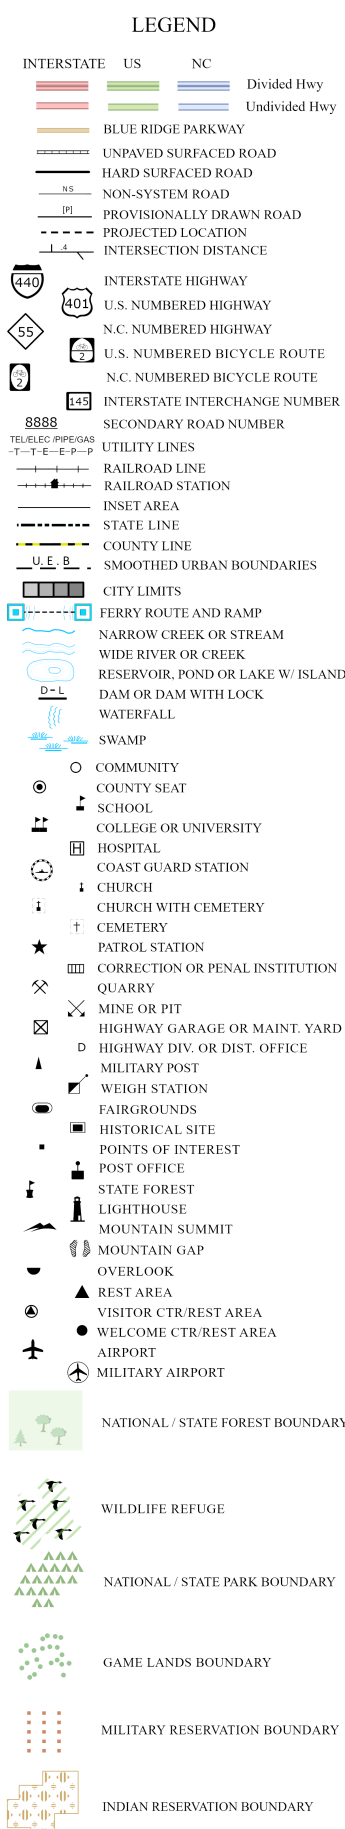 LEGEND
INTERSTATE US NC
Divided Hwy
Undivided Hwy
BLUE RIDGE PARKWAY
UNPAVED SURFACED ROAD
HARD SURFACED ROAD
NS NON-SYSTEM ROAD
[P] PROVISIONALLY DRAWN ROAD
PROJECTED LOCATION
.4 INTERSECTION DISTANCE
440 INTERSTATE HIGHWAY
401 U.S. NUMBERED HIGHWAY
55 N.C. NUMBERED HIGHWAY
2 U.S. NUMBERED BICYCLE ROUTE
2 N.C. NUMBERED BICYCLE ROUTE
145 INTERSTATE INTERCHANGE NUMBER
8888 SECONDARY ROAD NUMBER
TEL/ELEC /PIPE/GAS
-T-T-E-E-P-P UTILITY LINES
RAILROAD LINE
RAILROAD STATION
INSET AREA
STATE LINE
COUNTY LINE
U.E.B SMOOTHED URBAN BOUNDARIES
CITY LIMITS
FERRY ROUTE AND RAMP
NARROW CREEK OR STREAM
WIDE RIVER OR CREEK
RESERVOIR, POND OR LAKE W/ ISLAND
D-L DAM OR DAM WITH LOCK
WATERFALL
SWAMP
COMMUNITY
COUNTY SEAT
SCHOOL
COLLEGE OR UNIVERSITY
H HOSPITAL
COAST GUARD STATION
CHURCH
CHURCH WITH CEMETERY
CEMETERY
PATROL STATION
CORRECTION OR PENAL INSTITUTION
QUARRY
MINE OR PIT
HIGHWAY GARAGE OR MAINT. YARD
D HIGHWAY DIV. OR DIST. OFFICE
MILITARY POST
WEIGH STATION
FAIRGROUNDS
HISTORICAL SITE
POINTS OF INTEREST
POST OFFICE
STATE FOREST
LIGHTHOUSE
MOUNTAIN SUMMIT
MOUNTAIN GAP
OVERLOOK
REST AREA
VISITOR CTR/REST AREA
WELCOME CTR/REST AREA
AIRPORT
MILITARY AIRPORT
NATIONAL / STATE FOREST BOUNDARY
WILDLIFE REFUGE
NATIONAL / STATE PARK BOUNDARY
GAME LANDS BOUNDARY
MILITARY RESERVATION BOUNDARY
INDIAN RESERVATION BOUNDARY